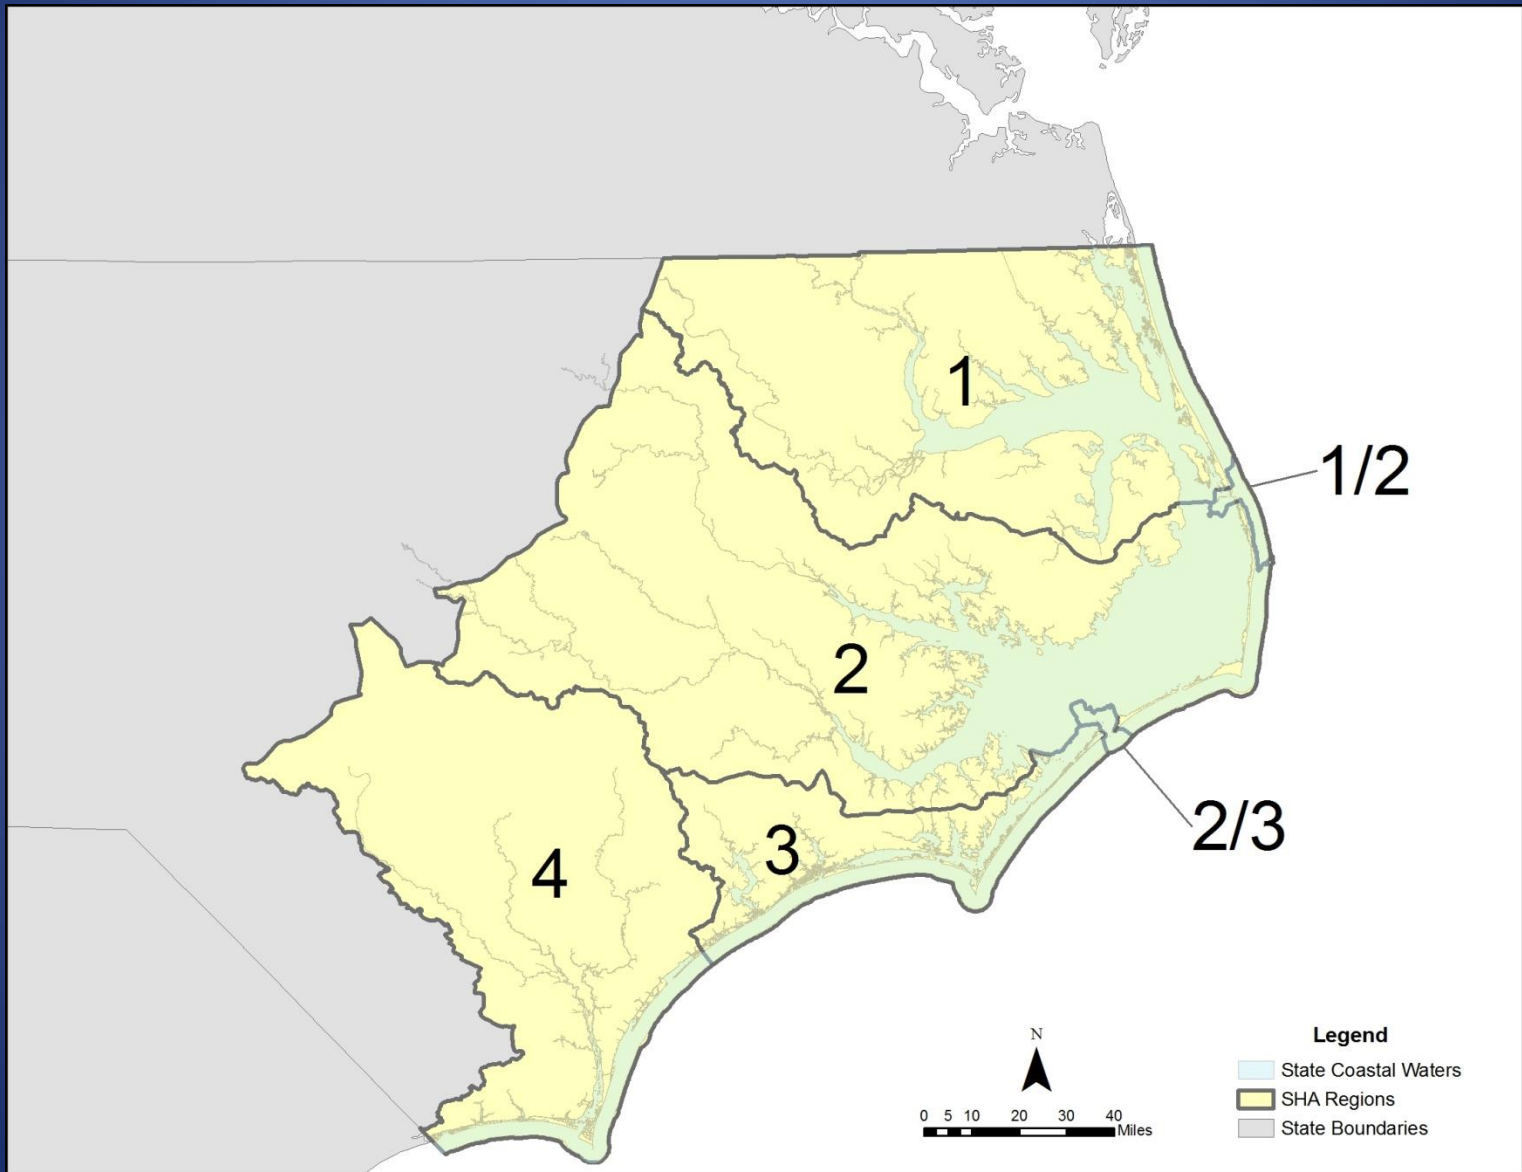 1
1/2
2
2/3
3
4
N
0 5 10 20 30 40
Miles
Legend
State Coastal Waters
SHA Regions
State Boundaries